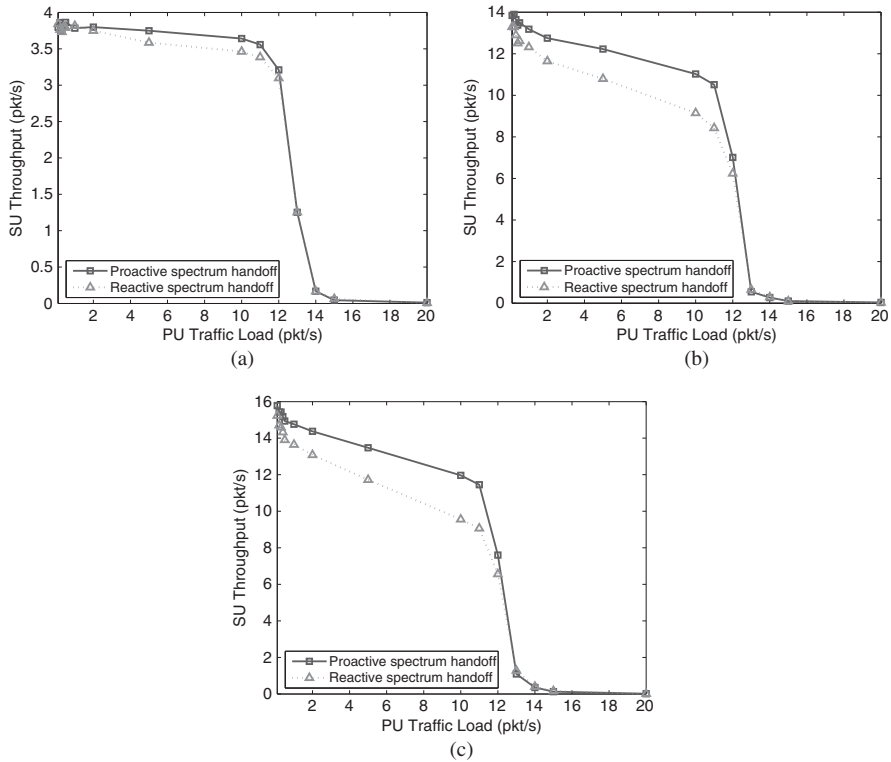 4
3.5
3
2.5
2
1.5
1
0.5
0
SU Throughput (pkt/s)
Proactive spectrum handoff
Reactive spectrum handoff
2 4 6 8 10 12 14 16 18 20
PU Traffic Load (pkt/s)
(a)
14
12
10
8
6
4
2
0
SU Throughput (pkt/s)
Proactive spectrum handoff
Reactive spectrum handoff
2 4 6 8 10 12 14 16 18 20
PU Traffic Load (pkt/s)
(b)
16
14
12
10
8
6
4
2
0
SU Throughput (pkt/s)
Proactive spectrum handoff
Reactive spectrum handoff
2 4 6 8 10 12 14 16 18 20
PU Traffic Load (pkt/s)
(c)